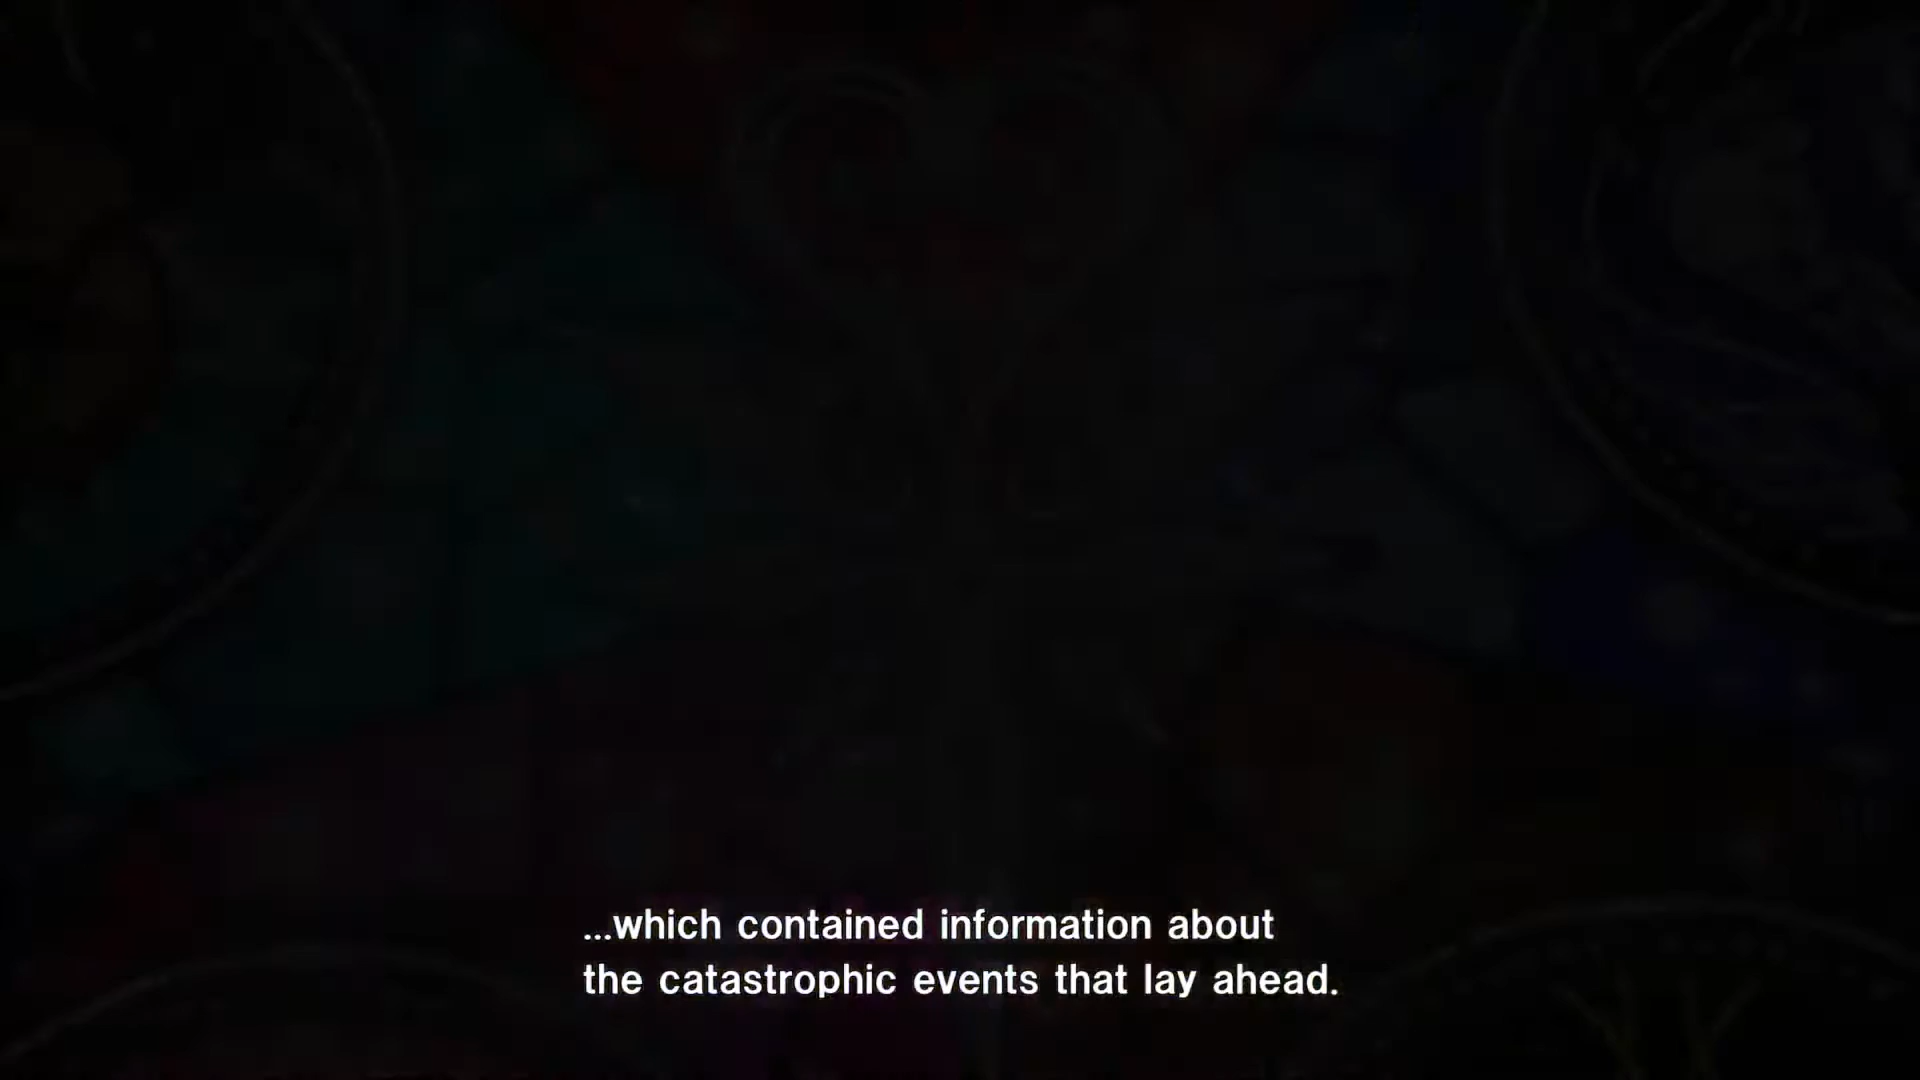 ...which contained information about
the catastrophic events that lay ahead.